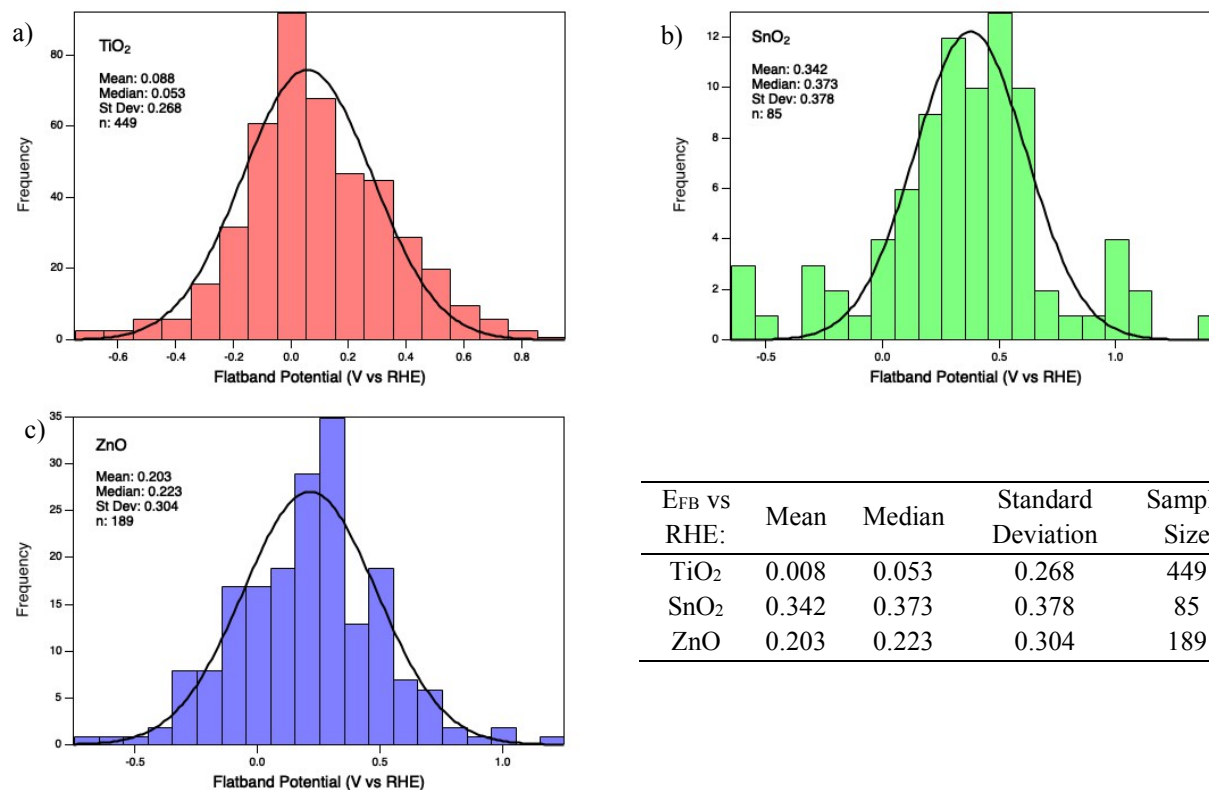 a)
TiO₂
Mean: 0.088
Median: 0.053
St Dev: 0.268
n: 449
Frequency
80
60
40
20
0
-0.6 -0.4 -0.2 0.0 0.2 0.4 0.6 0.8
Flatband Potential (V vs RHE)
b)
SnO₂
Mean: 0.342
Median: 0.373
St Dev: 0.378
n: 85
Frequency
12
10
8
6
4
2
0
-0.5 0.0 0.5 1.0
Flatband Potential (V vs RHE)
c)
ZnO
Mean: 0.203
Median: 0.223
St Dev: 0.304
n: 189
Frequency
35
30
25
20
15
10
5
0
-0.5 0.0 0.5 1.0
Flatband Potential (V vs RHE)
E_FB vs RHE: Mean Median Standard Deviation Sampl Size
TiO₂ 0.008 0.053 0.268 449
SnO₂ 0.342 0.373 0.378 85
ZnO 0.203 0.223 0.304 189